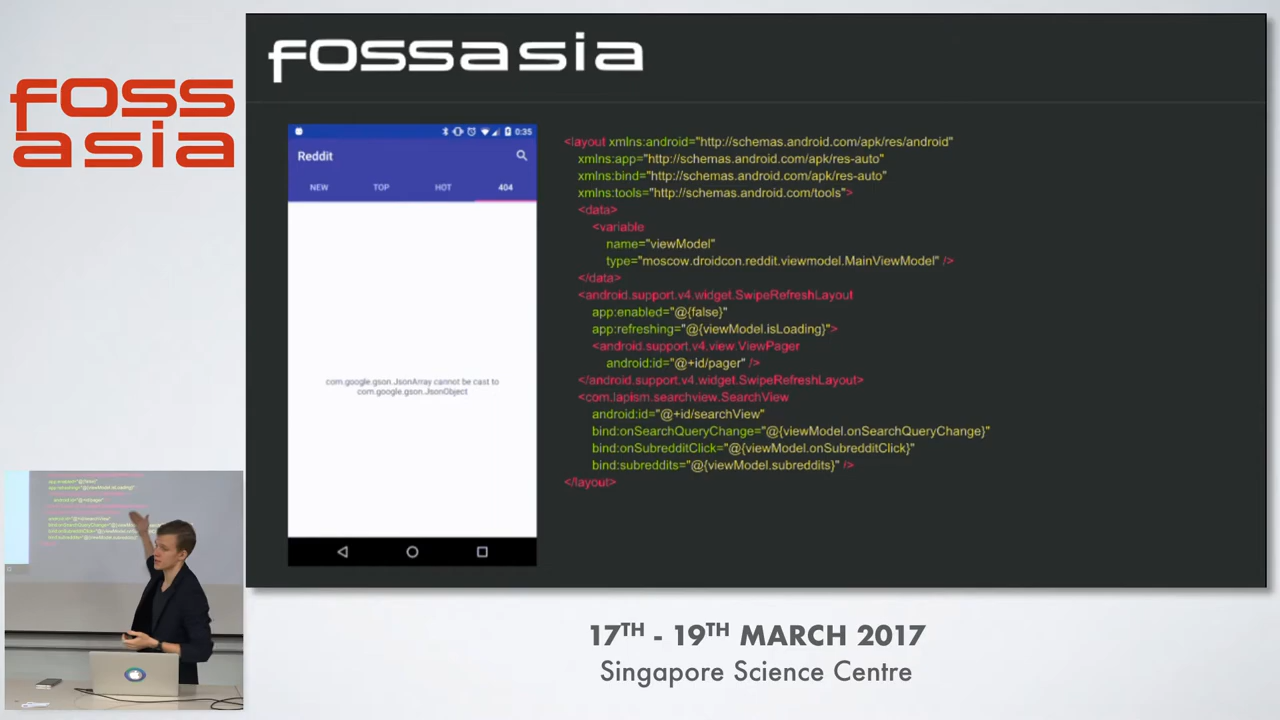 foss
asia
fossasia
0:35
Reddit
NEW TOP HOT 404
com.google.gson.JsonArray cannot be cast to
com.google.gson.JsonObject
<layout xmlns:android="http://schemas.android.com/apk/res/android"
xmlns:app="http://schemas.android.com/apk/res-auto"
xmlns:bind="http://schemas.android.com/apk/res-auto"
xmlns:tools="http://schemas.android.com/tools">
<data>
<variable
name="viewModel"
type="moscow.droidcon.reddit.viewmodel.MainViewModel" />
</data>
<android.support.v4.widget.SwipeRefreshLayout
app:enabled="@{false}"
app:refreshing="@{viewModel.isLoading}">
<android.support.v4.view.ViewPager
android:id="@+id/pager" />
</android.support.v4.widget.SwipeRefreshLayout>
<com.lapism.searchview.SearchView
android:id="@+id/searchView"
bind:onSearchQueryChange="@{viewModel.onSearchQueryChange}"
bind:onSubredditClick="@{viewModel.onSubredditClick}"
bind:subreddits="@{viewModel.subreddits}" />
</layout>
17TH - 19TH MARCH 2017
Singapore Science Centre